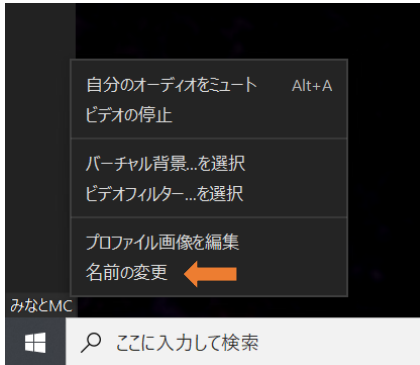 自分のオーディオをミュート Alt+A
ビデオの停止
バーチャル背景...を選択
ビデオフィルター...を選択
プロファイル画像を編集
名前の変更
みなとMC
ここに入力して検索